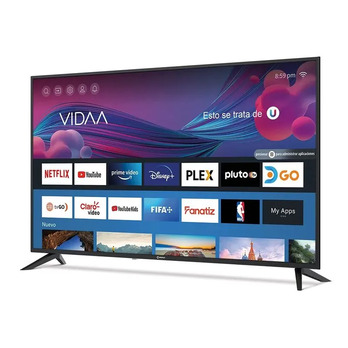 8:59 pm
VIDAA
Esto se trata de U
NETFLIX YouTube prime video Disney+ PLEX pluto tv DGO
Claro video YouTube Kids FIFA+ Fanatiz NBA My Apps
Nuevo